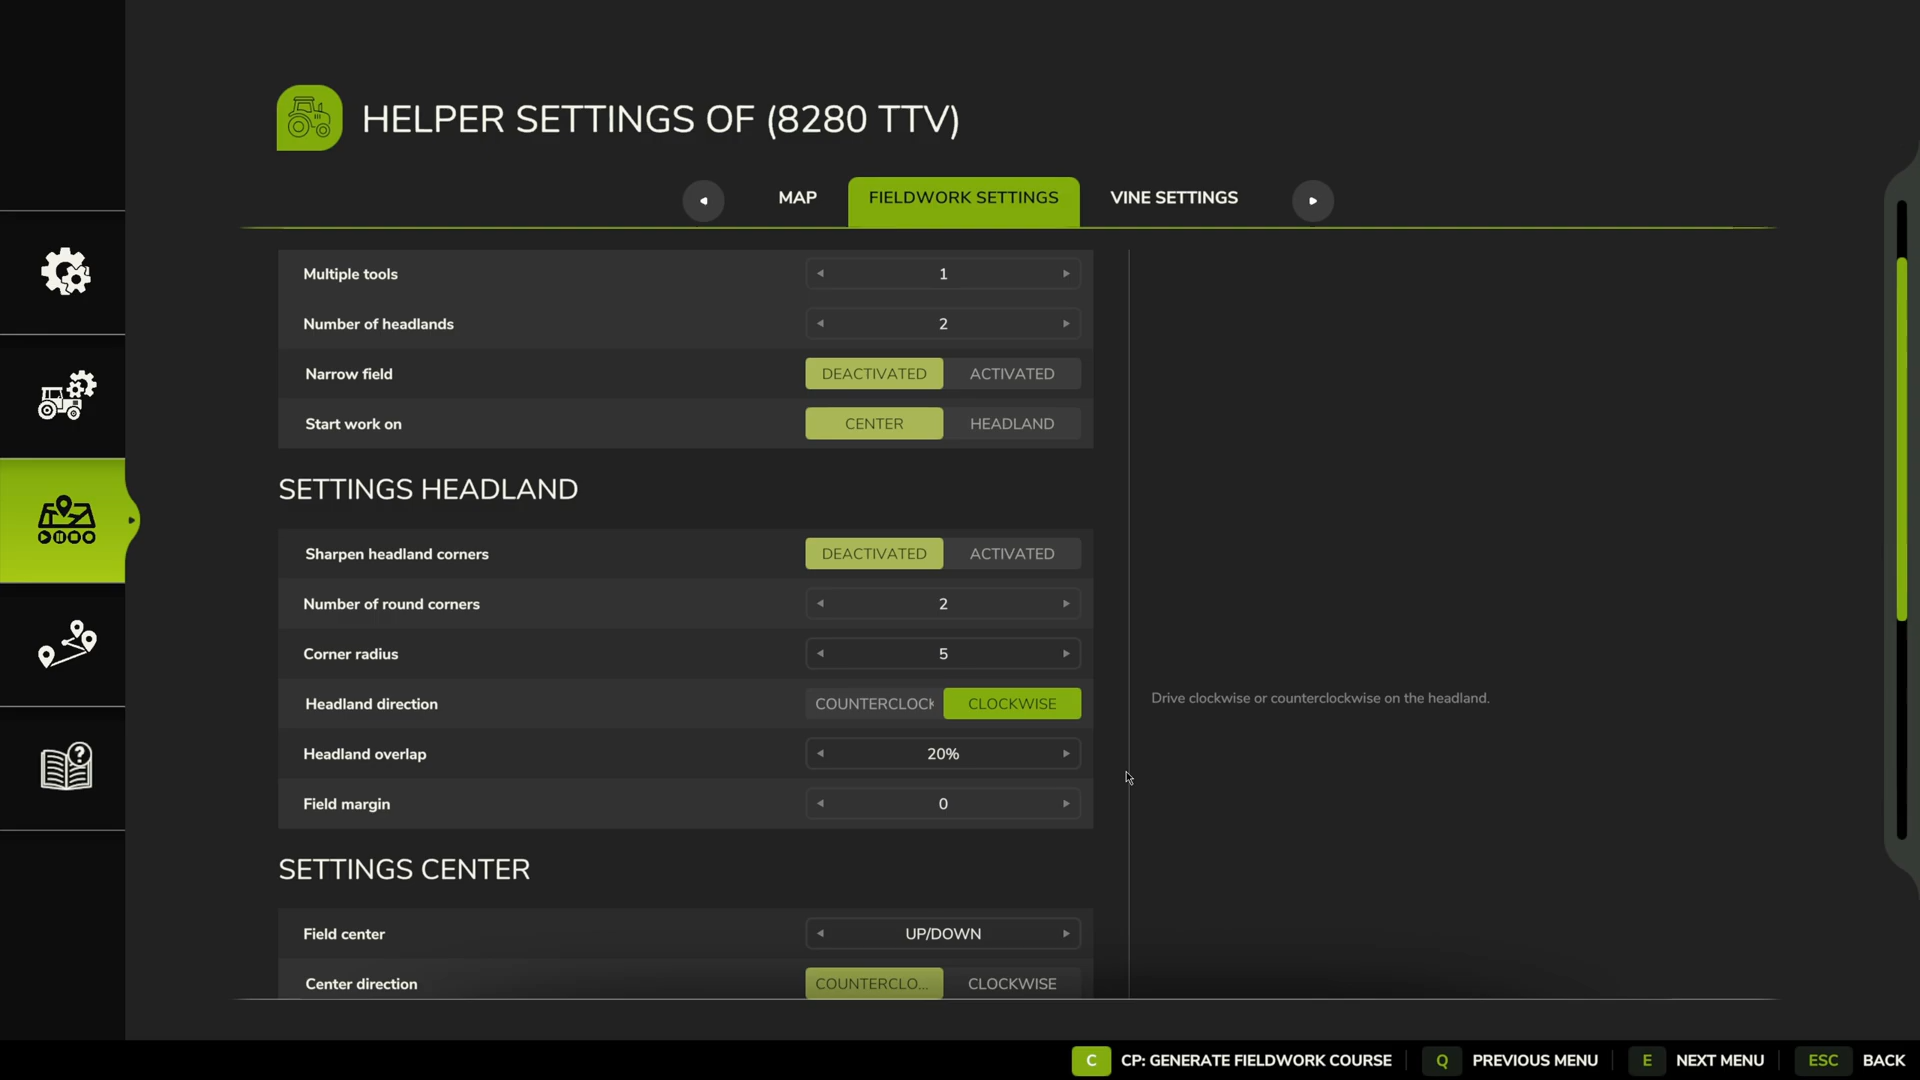 HELPER SETTINGS OF (8280 TTV)
MAP FIELDWORK SETTINGS VINE SETTINGS
Multiple tools 1
Number of headlands 2
Narrow field DEACTIVATED ACTIVATED
Start work on CENTER HEADLAND
SETTINGS HEADLAND
Sharpen headland corners DEACTIVATED ACTIVATED
Number of round corners 2
Corner radius 5
Headland direction COUNTERCLOCK CLOCKWISE
Drive clockwise or counterclockwise on the headland.
Headland overlap 20%
Field margin 0
SETTINGS CENTER
Field center UP/DOWN
Center direction COUNTERCLO... CLOCKWISE
C CP: GENERATE FIELDWORK COURSE Q PREVIOUS MENU E NEXT MENU ESC BACK